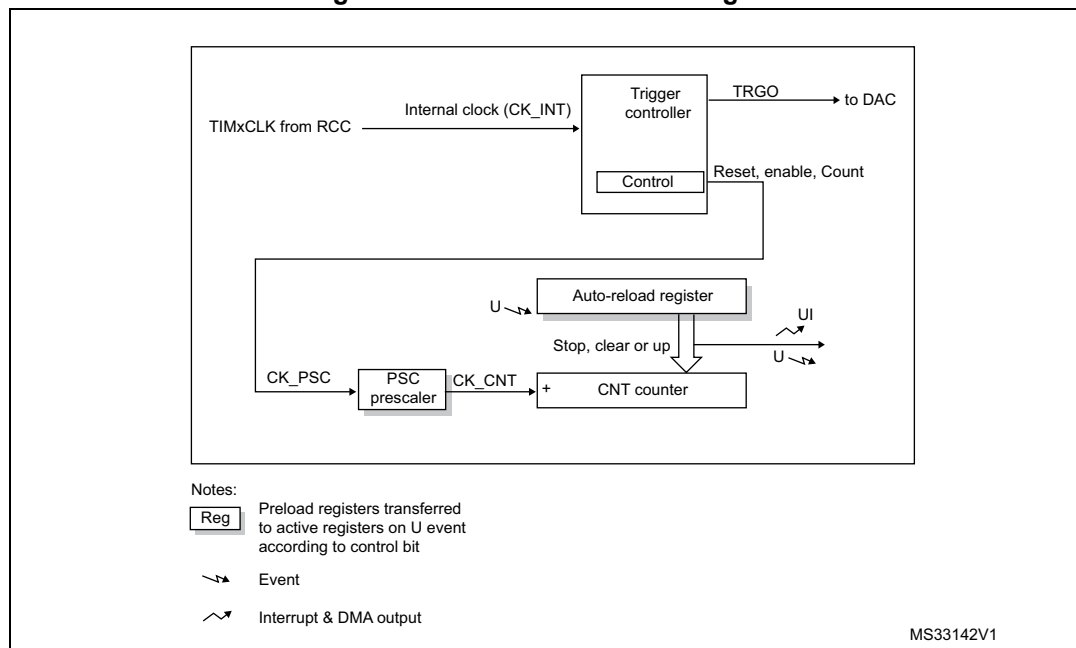 Trigger
controller
TRGO
to DAC
Internal clock (CK_INT)
TIMxCLK from RCC
Control
Reset, enable, Count
Auto-reload register
U
UI
Stop, clear or up
U
CK_PSC
PSC
prescaler
CK_CNT
+
CNT counter
Notes:
Reg
Preload registers transferred
to active registers on U event
according to control bit
Event
Interrupt & DMA output
MS33142V1